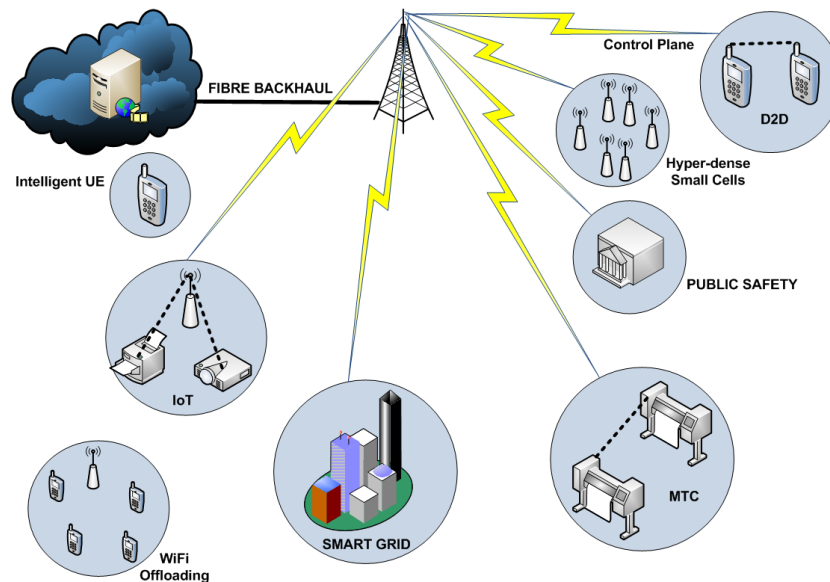 Control Plane
D2D
FIBRE BACKHAUL
Hyper-dense
Small Cells
Intelligent UE
PUBLIC SAFETY
IoT
MTC
SMART GRID
WiFi
Offloading